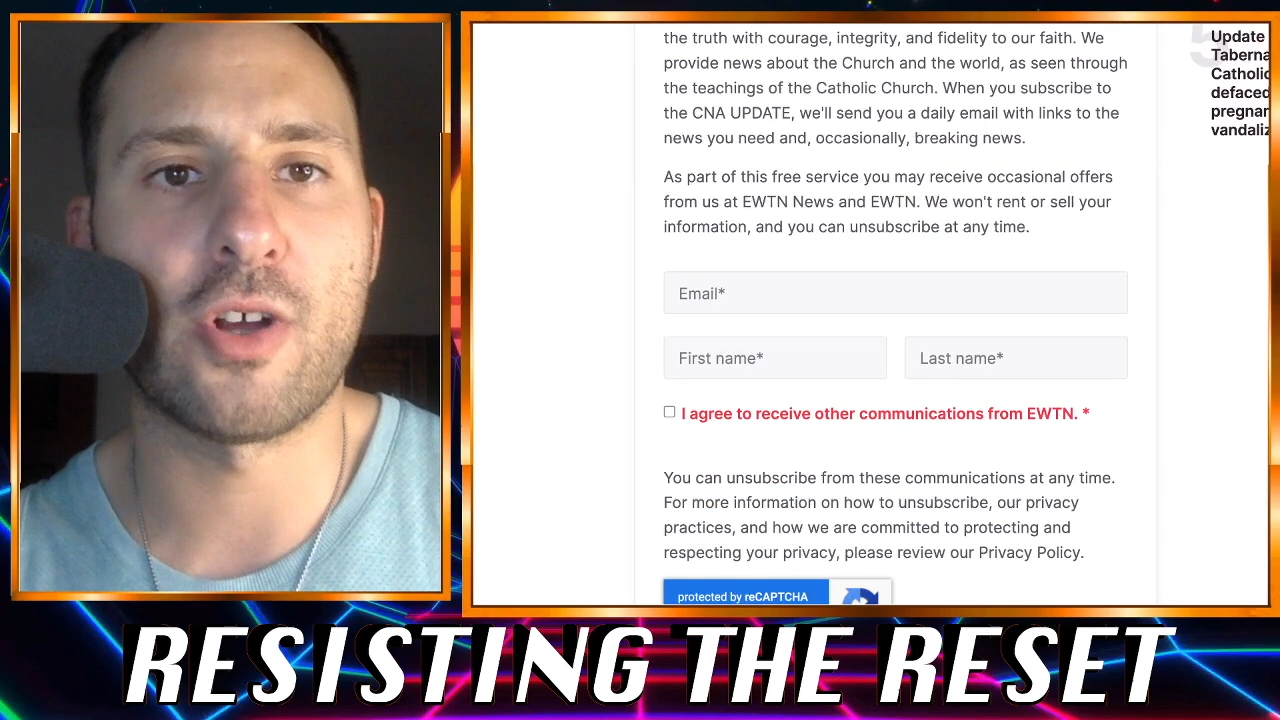 the truth with courage, integrity, and fidelity to our faith. We
provide news about the Church and the world, as seen through
the teachings of the Catholic Church. When you subscribe to
the CNA UPDATE, we'll send you a daily email with links to the
news you need and, occasionally, breaking news.
As part of this free service you may receive occasional offers
from us at EWTN News and EWTN. We won't rent or sell your
information, and you can unsubscribe at any time.
Email*
First name* Last name*
I agree to receive other communications from EWTN. *
You can unsubscribe from these communications at any time.
For more information on how to unsubscribe, our privacy
practices, and how we are committed to protecting and
respecting your privacy, please review our Privacy Policy.
protected by reCAPTCHA
5
Update
Taberna
Catholic
defaced
pregnan
vandaliz
RESISTING THE RESET